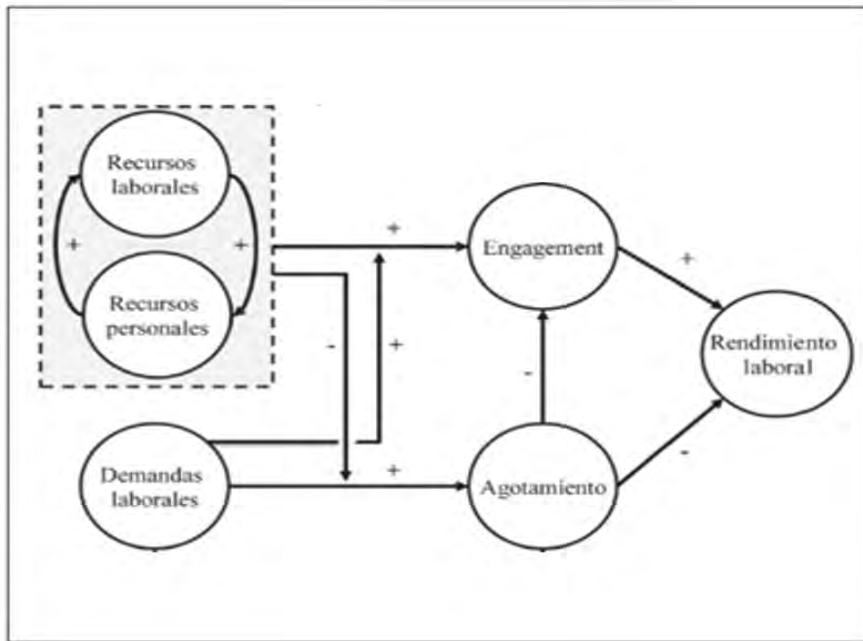 Recursos
laborales
+
+
Recursos
personales
+
Engagement
+
Rendimiento
laboral
-
+
-
-
Demandas
laborales
+
Agotamiento